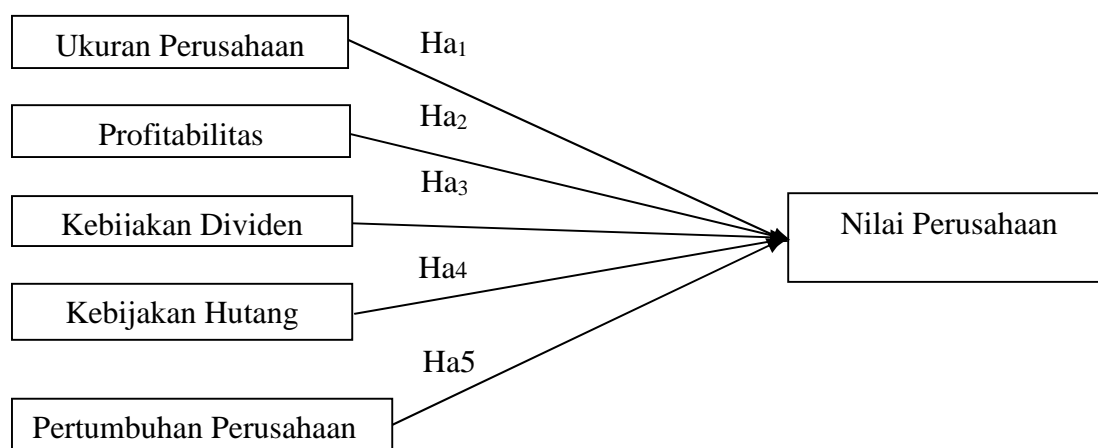 Ukuran Perusahaan
Ha1
Profitabilitas
Ha2
Kebijakan Dividen
Ha3
Nilai Perusahaan
Kebijakan Hutang
Ha4
Pertumbuhan Perusahaan
Ha5